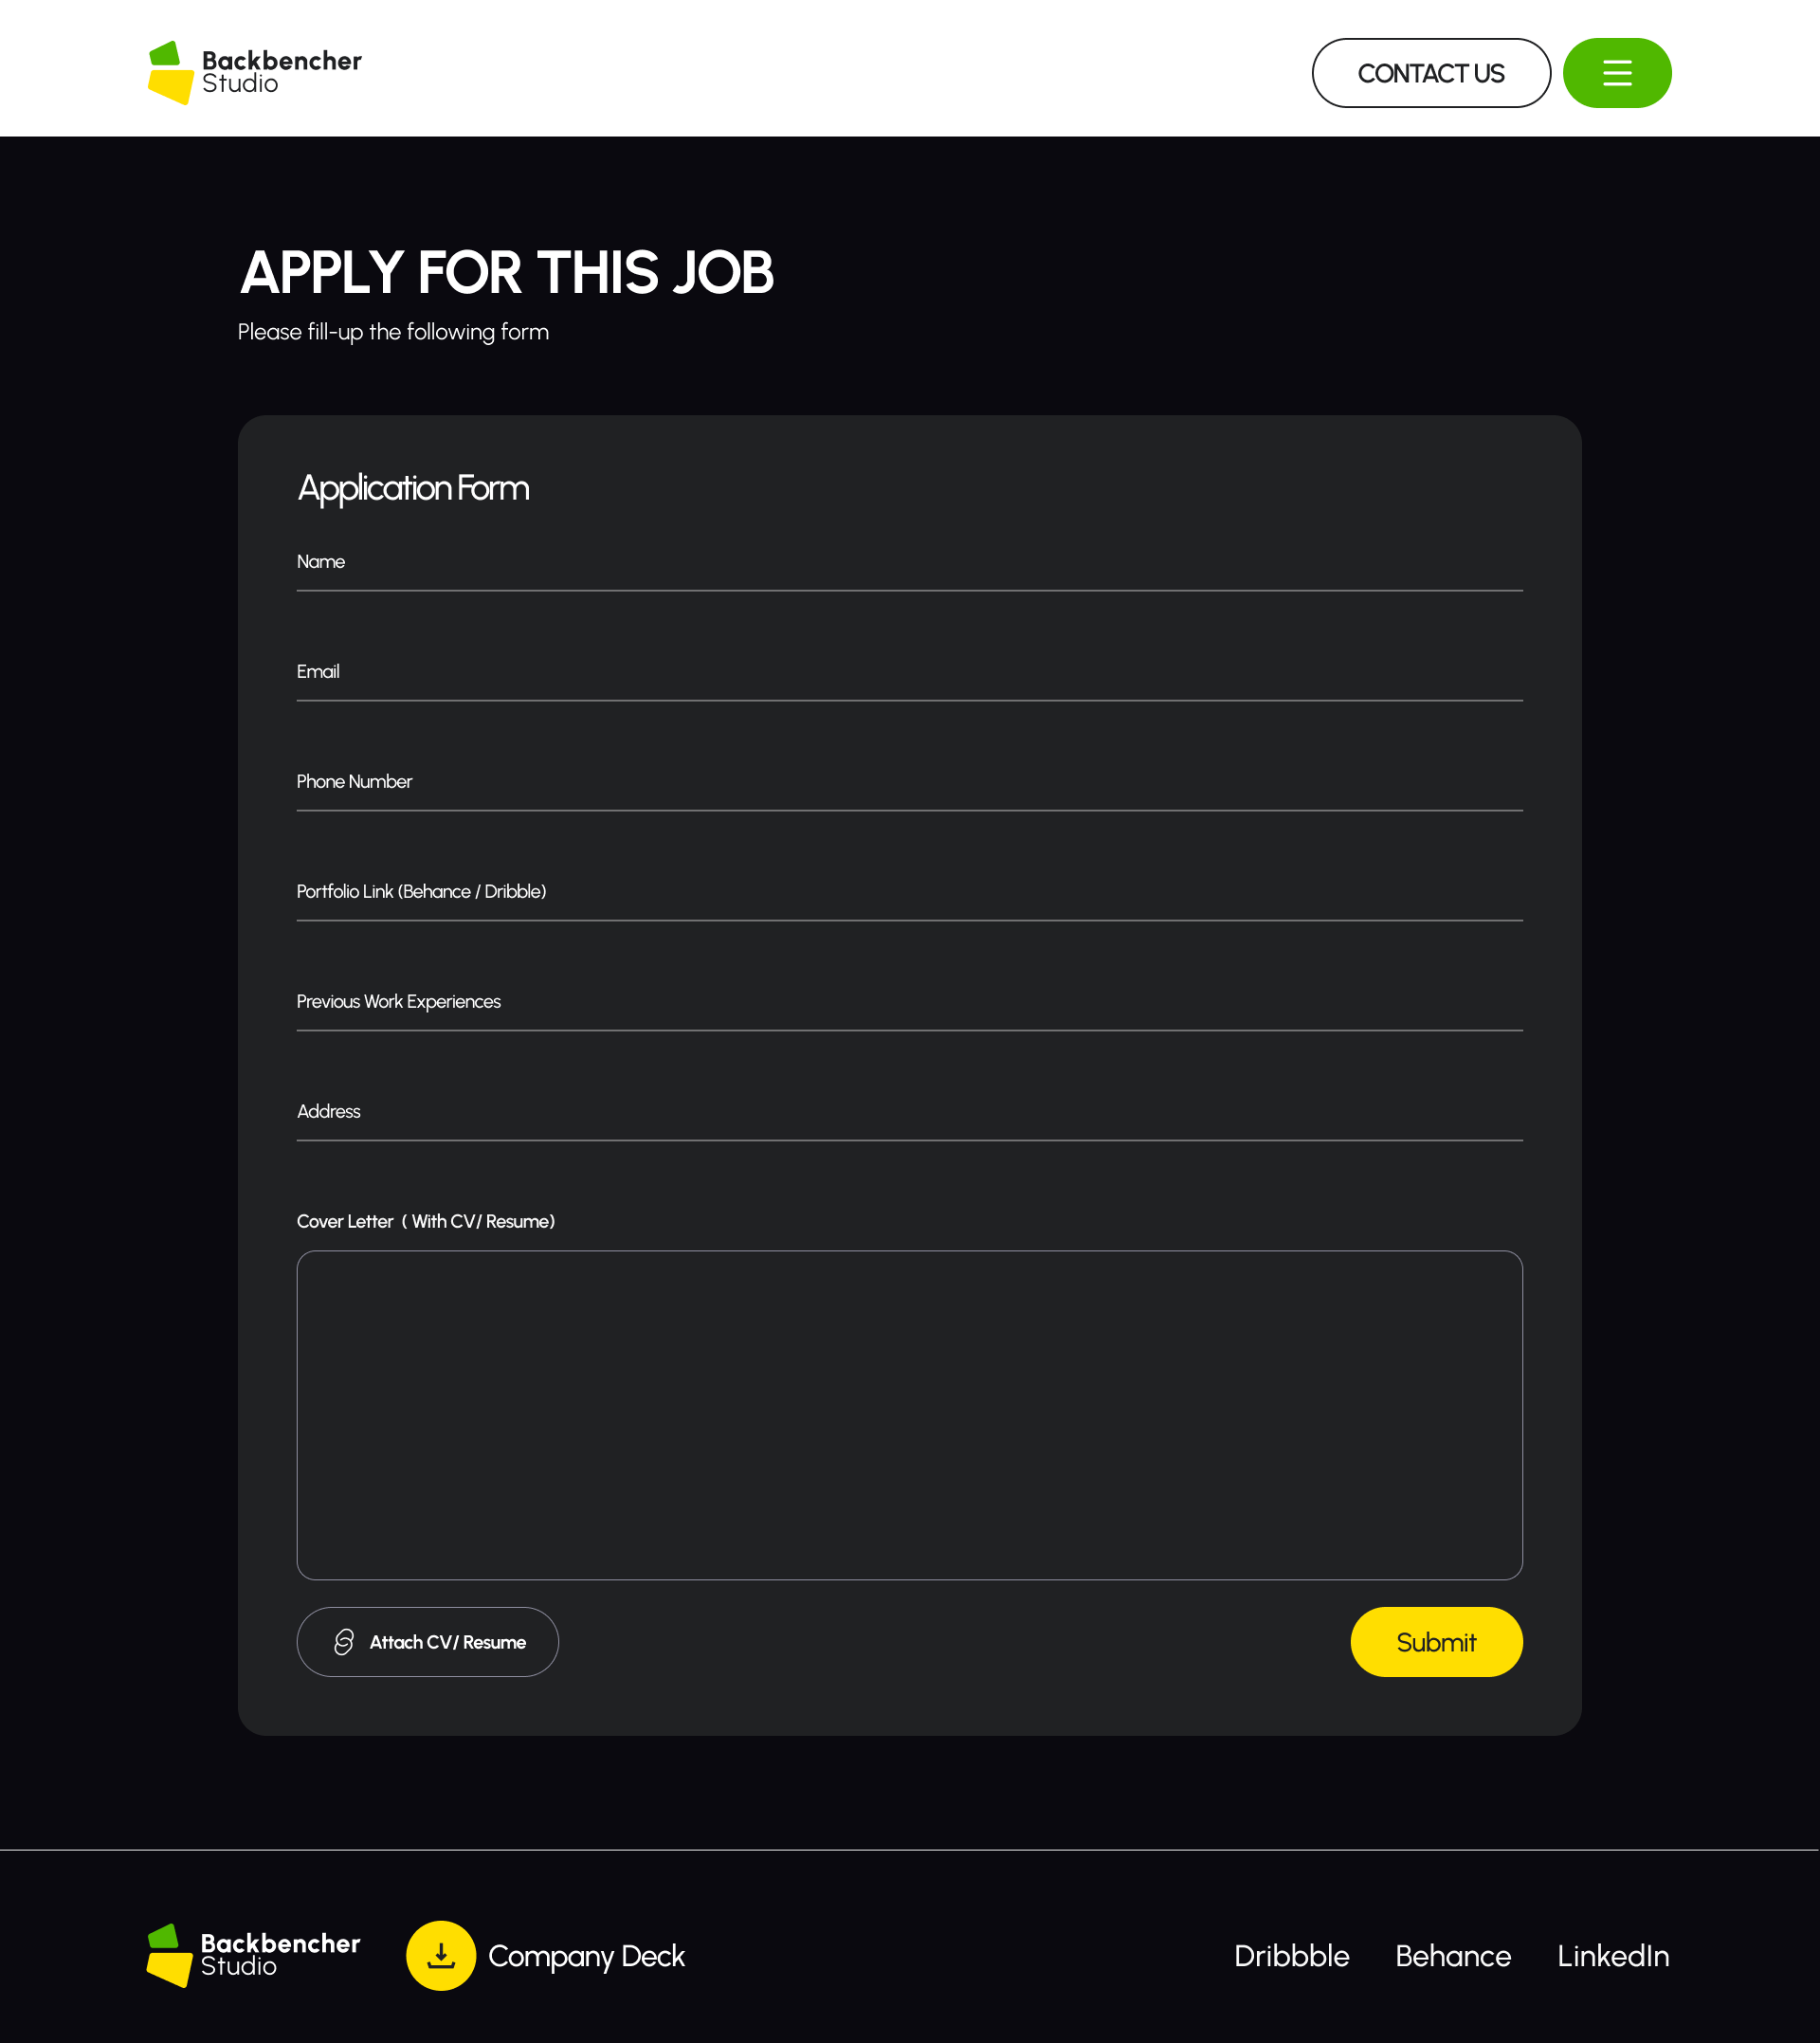 Backbencher
Studio
CONTACT US
APPLY FOR THIS JOB
Please fill-up the following form
Application Form
Name
Email
Phone Number
Portfolio Link (Behance / Dribble)
Previous Work Experiences
Address
Cover Letter  ( With CV/ Resume)
Attach CV/ Resume
Submit
Backbencher
Studio
Company Deck
Dribbble
Behance
LinkedIn